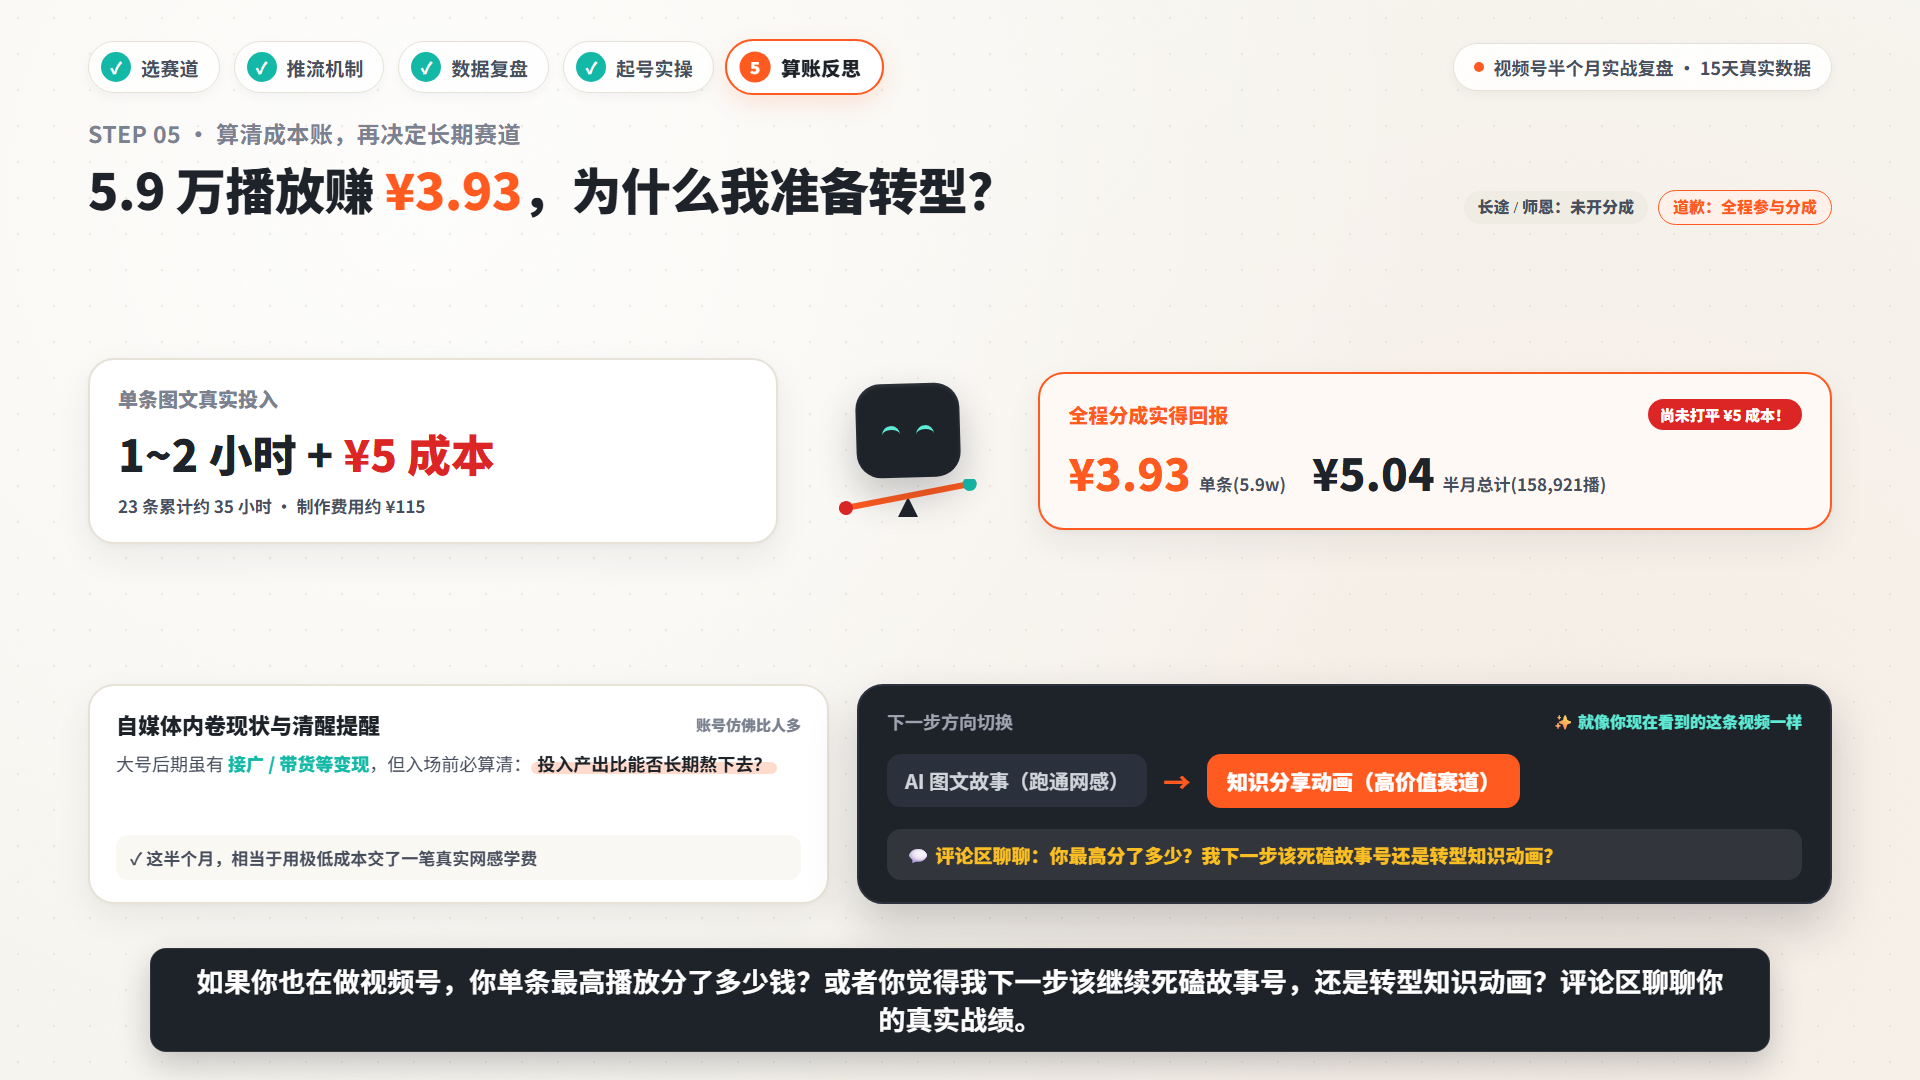 ✓ 选赛道
✓ 推流机制
✓ 数据复盘
✓ 起号实操
5 算账反思
视频号半个月实战复盘 • 15天真实数据
STEP 05 • 算清成本账，再决定长期赛道
5.9 万播放赚 ¥3.93，为什么我准备转型？
长途 / 师恩：未开分成
道歉：全程参与分成
单条图文真实投入
1~2 小时 + ¥5 成本
23 条累计约 35 小时 • 制作费用约 ¥115
全程分成实得回报
尚未打平 ¥5 成本！
¥3.93 单条(5.9w) ¥5.04 半月总计(158,921播)
自媒体内卷现状与清醒提醒
账号仿佛比人多
大号后期虽有 接广 / 带货等变现，但入场前必算清： 投入产出比能否长期熬下去？
✓ 这半个月，相当于用极低成本交了一笔真实网感学费
下一步方向切换
✨ 就像你现在看到的这条视频一样
AI 图文故事（跑通网感） → 知识分享动画（高价值赛道）
💬 评论区聊聊：你最高分了多少？我下一步该死磕故事号还是转型知识动画？
如果你也在做视频号，你单条最高播放分了多少钱？或者你觉得我下一步该继续死磕故事号，还是转型知识动画？评论区聊聊你
的真实战绩。